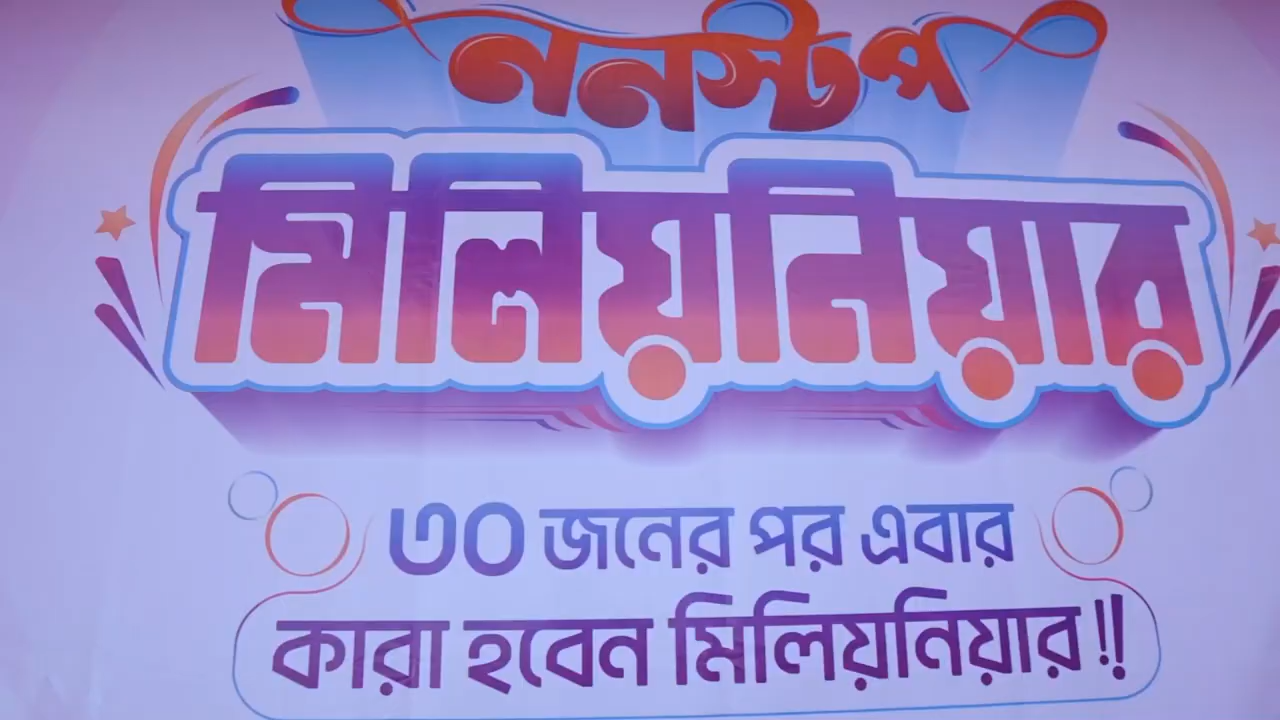 ননস্টপ
মিলিয়নিয়ার
৩০ জনের পর এবার
কারা হবেন মিলিয়নিয়ার !!